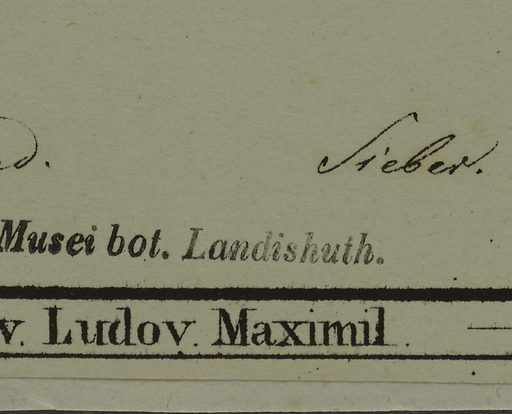 d. Sieber.
Musei bot. Landishuth.
v. Ludov. Maximil.